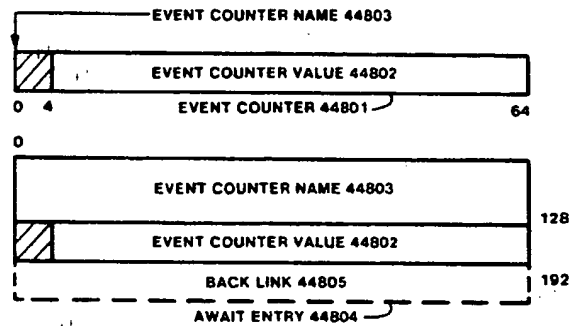 EVENT COUNTER NAME 44803
EVENT COUNTER VALUE 44802
0 4 EVENT COUNTER 44801 64
0
EVENT COUNTER NAME 44803
128
EVENT COUNTER VALUE 44802
BACK LINK 44805 192
AWAIT ENTRY 44804